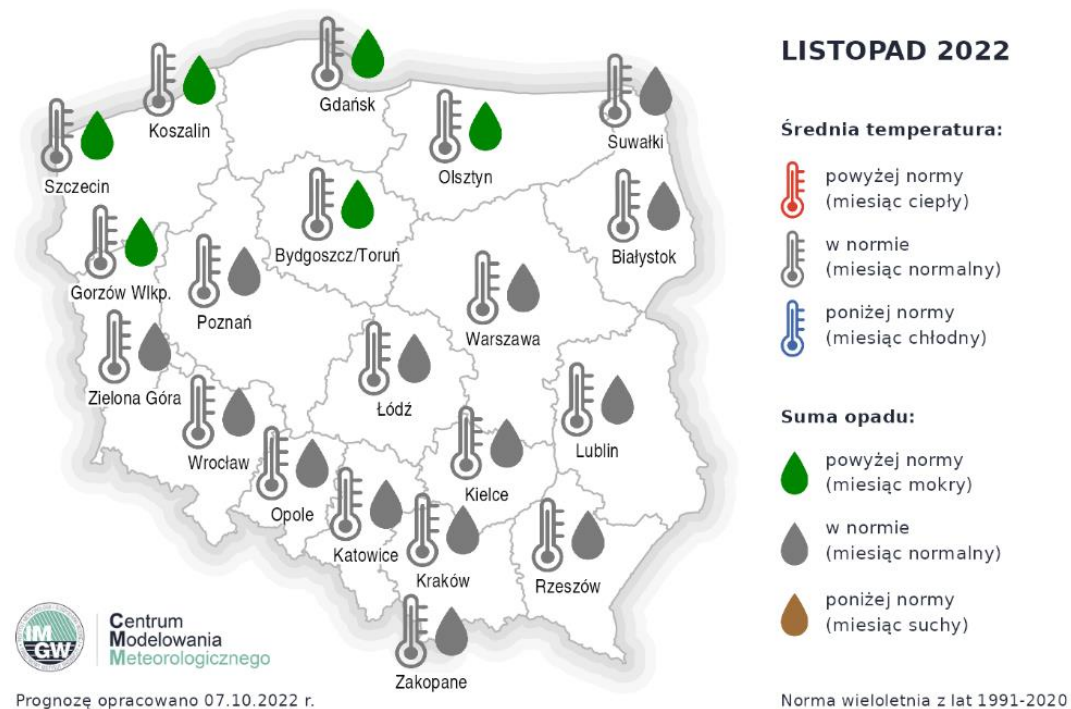 LISTOPAD 2022
Gdańsk
Koszalin
Suwałki
Olsztyn
Szczecin
Bydgoszcz/Toruń
Białystok
Gorzów Wlkp.
Poznań
Warszawa
Zielona Góra
Łódź
Lublin
Wrocław
Kielce
Opole
Katowice
Kraków
Rzeszów
Zakopane
Średnia temperatura:
powyżej normy
(miesiąc ciepły)
w normie
(miesiąc normalny)
poniżej normy
(miesiąc chłodny)
Suma opadu:
powyżej normy
(miesiąc mokry)
w normie
(miesiąc normalny)
poniżej normy
(miesiąc suchy)
IM
GW
Centrum
Modelowania
Meteorologicznego
Prognozę opracowano 07.10.2022 r.
Norma wieloletnia z lat 1991-2020